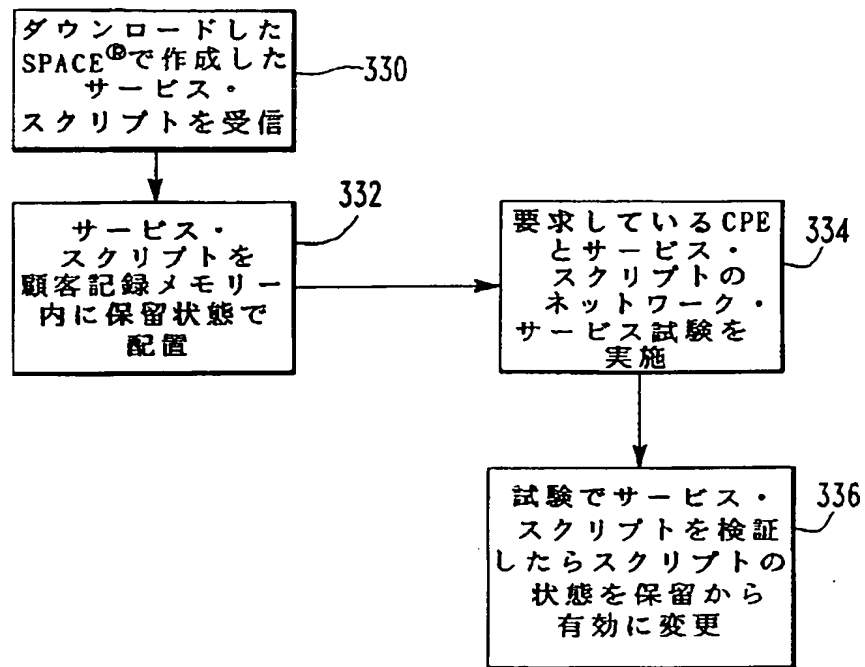 ダウンロードした
SPACE®で作成した
サービス・
スクリプトを受信
330
サービス・
スクリプトを
顧客記録メモリー
内に保留状態で
配置
332
要求しているCPE
とサービス・
スクリプトの
ネットワーク・
サービス試験を
実施
334
試験でサービス・
スクリプトを検証
したらスクリプトの
状態を保留から
有効に変更
336